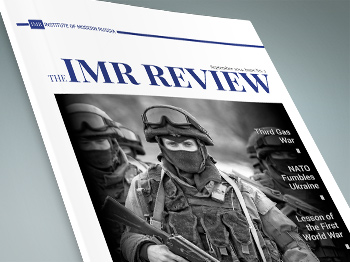 IMR INSTITUTE OF MODERN RUSSIA
THE IMR REVIEW
Third Gas
War
NATO
Fumbles
Ukraine
Lesson of
the First
World War